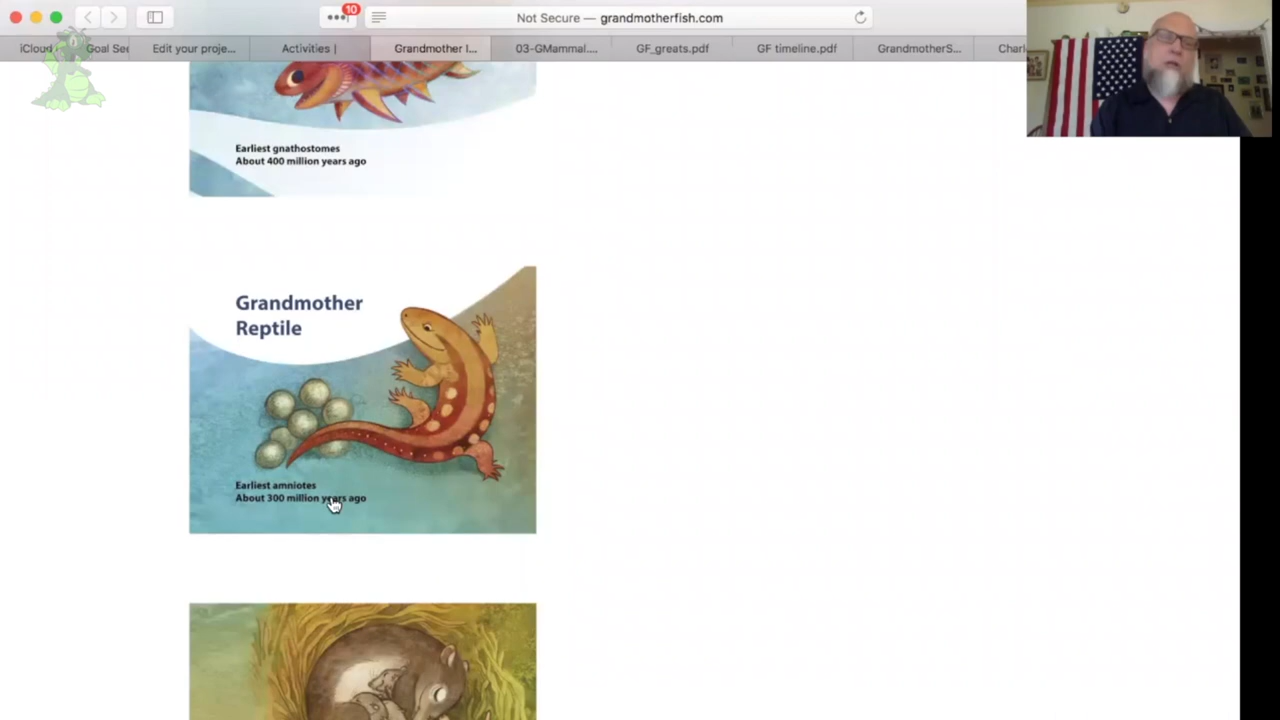 10
Not Secure — grandmotherfish.com
iCloud
Goal See
Edit your proje...
Activities |
Grandmother I...
03-GMammal....
GF_greats.pdf
GF timeline.pdf
GrandmotherS...
Charl
Earliest gnathostomes
About 400 million years ago
Grandmother
Reptile
Earliest amniotes
About 300 million years ago